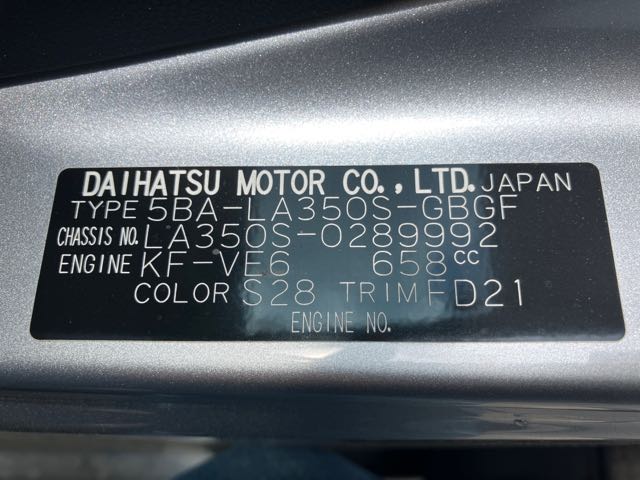 DAIHATSU MOTOR CO., LTD. JAPAN
TYPE 5BA-LA350S-GBGF
CHASSIS NO. LA350S-0289992
ENGINE KF-VE6 658cc
COLOR S28 TRIM FD21
ENGINE NO.